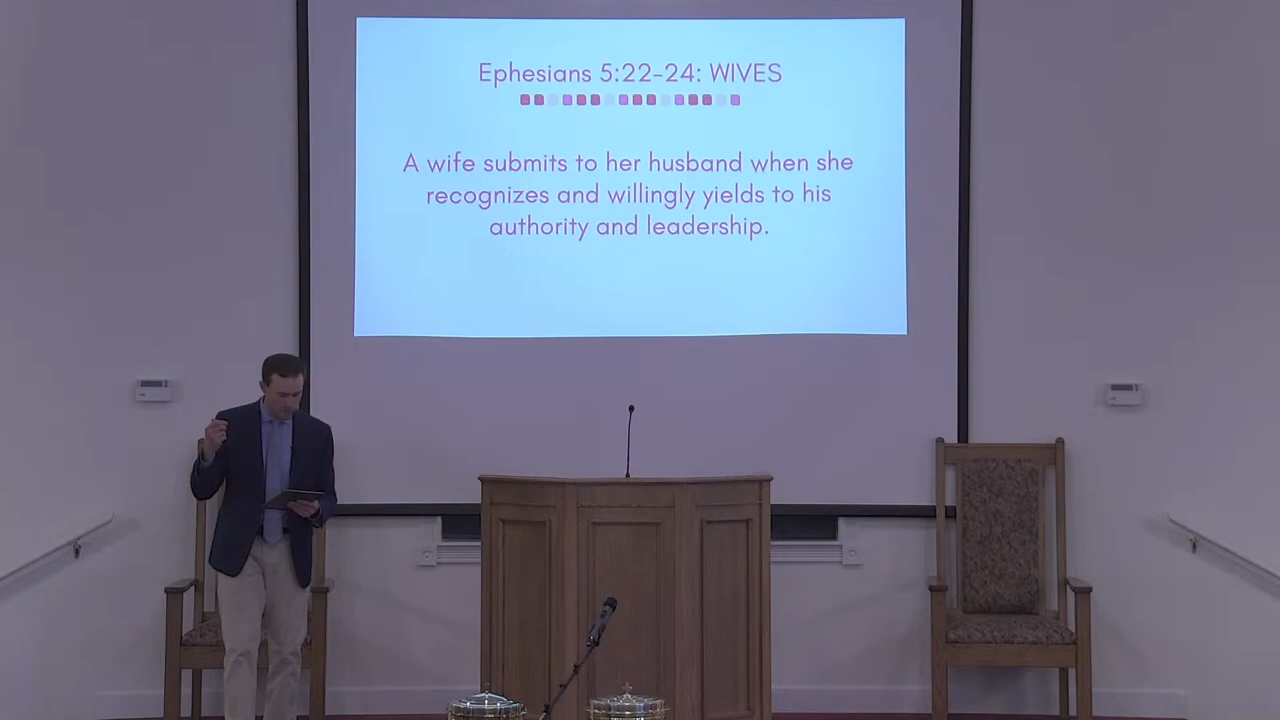 Ephesians 5:22-24: WIVES
A wife submits to her husband when she
recognizes and willingly yields to his
authority and leadership.